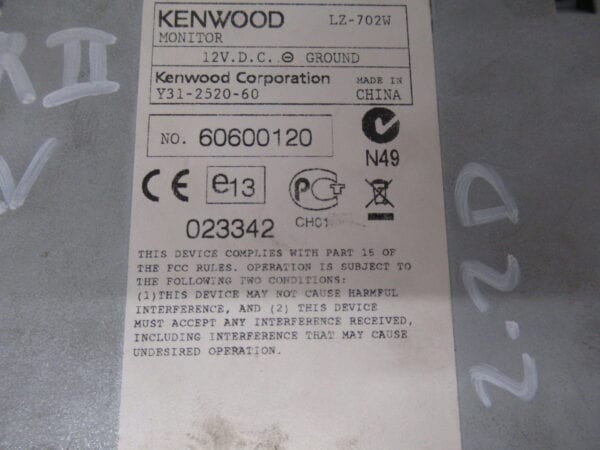 KENWOOD LZ-702W
MONITOR
12V.D.C. ⊖ GROUND
Kenwood Corporation MADE IN
Y31-2520-60 CHINA
NO. 60600120
N49
CE e13 PCT
023342 CH01
THIS DEVICE COMPLIES WITH PART 15 OF
THE FCC RULES. OPERATION IS SUBJECT TO
THE FOLLOWING TWO CONDITIONS:
(1)THIS DEVICE MAY NOT CAUSE HARMFUL
INTERFERENCE, AND (2) THIS DEVICE
MUST ACCEPT ANY INTERFERENCE RECEIVED,
INCLUDING INTERFERENCE THAT MAY CAUSE
UNDESIRED OPERATION.